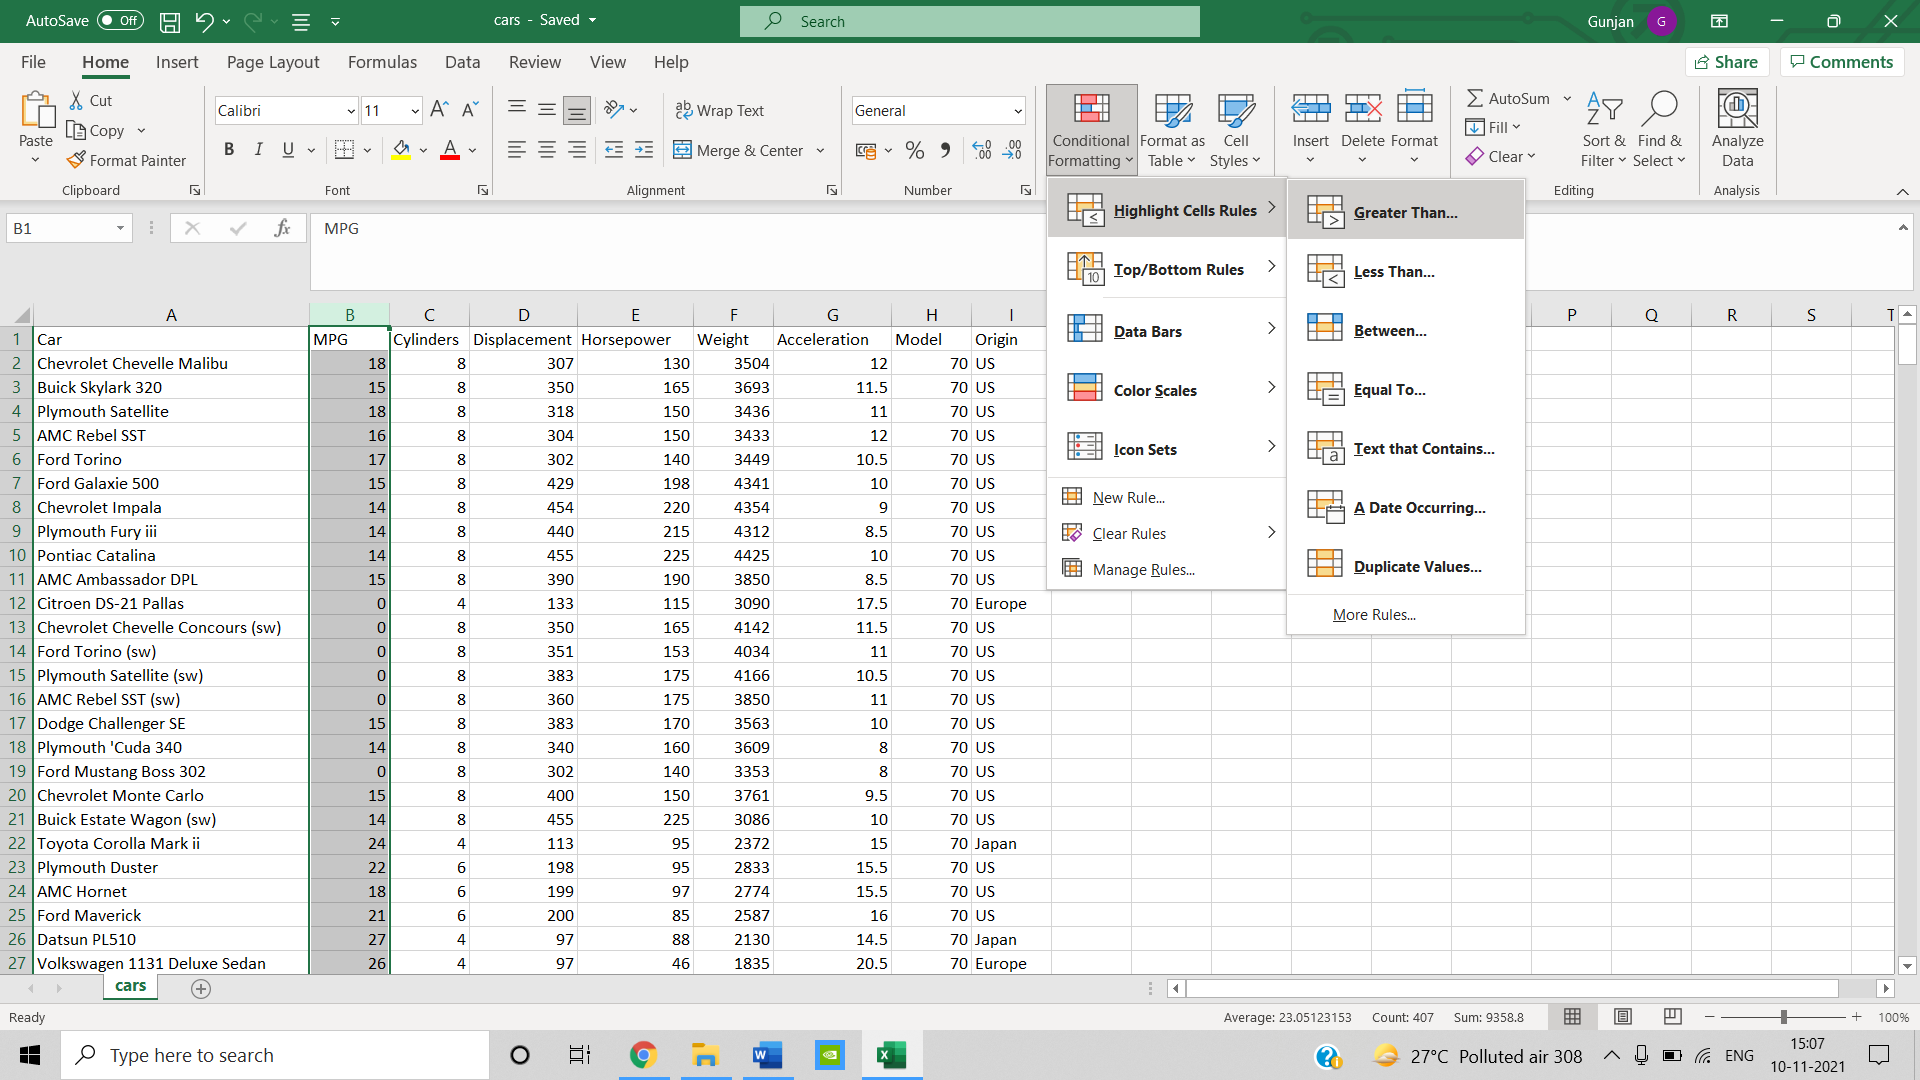 AutoSave Off cars - Saved Search Gunjan G
File Home Insert Page Layout Formulas Data Review View Help Share Comments
Paste
Cut
Copy
Format Painter
Clipboard
Calibri 11
B I U
Font
ab Wrap Text
Merge & Center
Alignment
General
Number
Conditional Formatting
Format as Table
Cell Styles
Insert
Delete
Format
AutoSum
Fill
Clear
Sort & Filter
Find & Select
Editing
Analyze Data
Analysis
Highlight Cells Rules
Top/Bottom Rules
Data Bars
Color Scales
Icon Sets
New Rule...
Clear Rules
Manage Rules...
Greater Than...
Less Than...
Between...
Equal To...
Text that Contains...
A Date Occurring...
Duplicate Values...
More Rules...
B1 fx MPG
A B C D E F G H I P Q R S T
1 Car MPG Cylinders Displacement Horsepower Weight Acceleration Model Origin
2 Chevrolet Chevelle Malibu 18 8 307 130 3504 12 70 US
3 Buick Skylark 320 15 8 350 165 3693 11.5 70 US
4 Plymouth Satellite 18 8 318 150 3436 11 70 US
5 AMC Rebel SST 16 8 304 150 3433 12 70 US
6 Ford Torino 17 8 302 140 3449 10.5 70 US
7 Ford Galaxie 500 15 8 429 198 4341 10 70 US
8 Chevrolet Impala 14 8 454 220 4354 9 70 US
9 Plymouth Fury iii 14 8 440 215 4312 8.5 70 US
10 Pontiac Catalina 14 8 455 225 4425 10 70 US
11 AMC Ambassador DPL 15 8 390 190 3850 8.5 70 US
12 Citroen DS-21 Pallas 0 4 133 115 3090 17.5 70 Europe
13 Chevrolet Chevelle Concours (sw) 0 8 350 165 4142 11.5 70 US
14 Ford Torino (sw) 0 8 351 153 4034 11 70 US
15 Plymouth Satellite (sw) 0 8 383 175 4166 10.5 70 US
16 AMC Rebel SST (sw) 0 8 360 175 3850 11 70 US
17 Dodge Challenger SE 15 8 383 170 3563 10 70 US
18 Plymouth 'Cuda 340 14 8 340 160 3609 8 70 US
19 Ford Mustang Boss 302 0 8 302 140 3353 8 70 US
20 Chevrolet Monte Carlo 15 8 400 150 3761 9.5 70 US
21 Buick Estate Wagon (sw) 14 8 455 225 3086 10 70 US
22 Toyota Corolla Mark ii 24 4 113 95 2372 15 70 Japan
23 Plymouth Duster 22 6 198 95 2833 15.5 70 US
24 AMC Hornet 18 6 199 97 2774 15.5 70 US
25 Ford Maverick 21 6 200 85 2587 16 70 US
26 Datsun PL510 27 4 97 88 2130 14.5 70 Japan
27 Volkswagen 1131 Deluxe Sedan 26 4 97 46 1835 20.5 70 Europe
cars
Ready Average: 23.05123153 Count: 407 Sum: 9358.8 100%
Type here to search 27°C Polluted air 308 ENG 15:07
10-11-2021